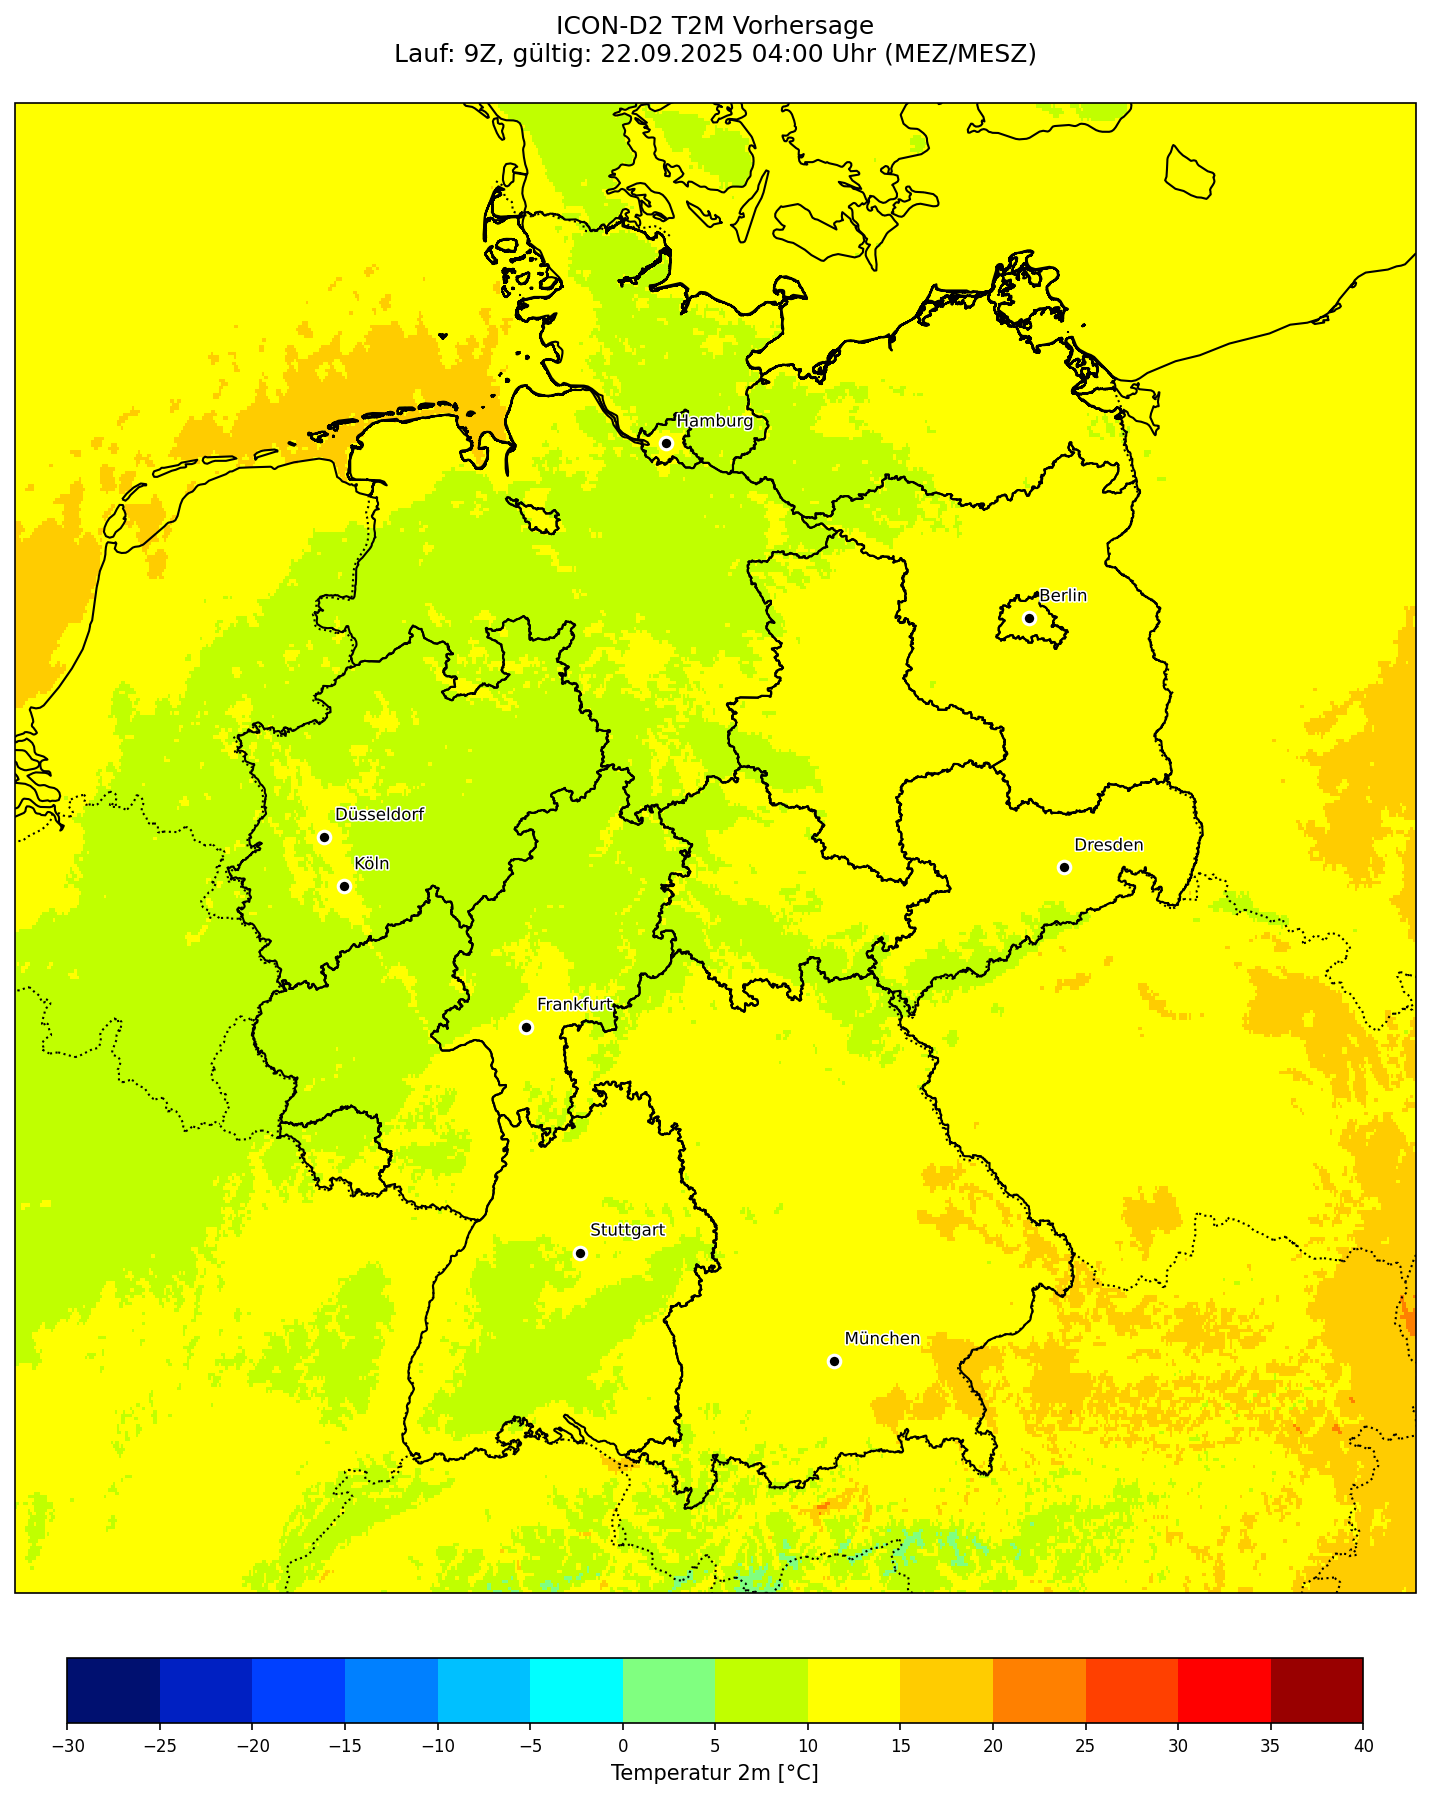 ICON-D2 T2M Vorhersage
Lauf: 9Z, gültig: 22.09.2025 04:00 Uhr (MEZ/MESZ)
Hamburg
Berlin
Düsseldorf
Dresden
Köln
Frankfurt
Stuttgart
München
−30 −25 −20 −15 −10 −5 0 5 10 15 20 25 30 35 40
Temperatur 2m [°C]